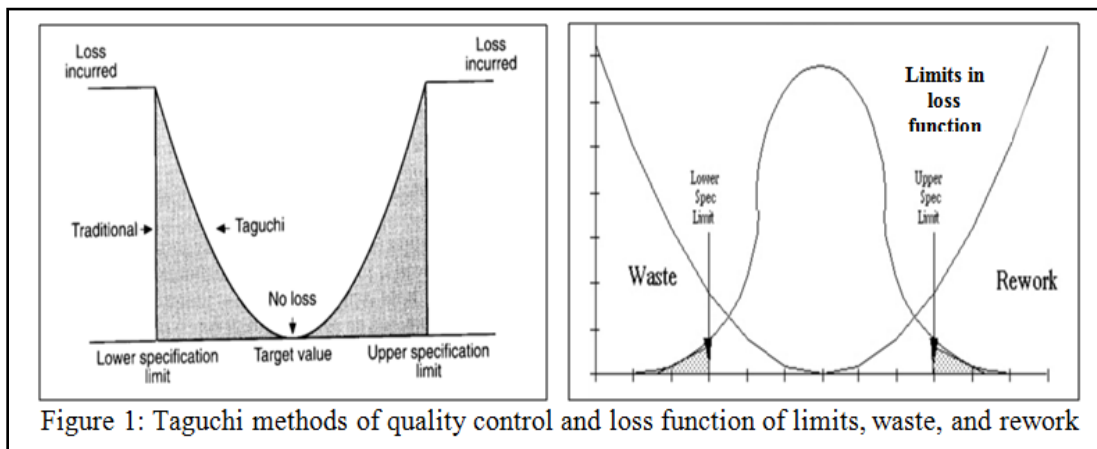 Loss
incurred
Loss
incurred
Traditional
Taguchi
No loss
Lower specification
limit
Target value
Upper specification
limit
Limits in
loss
function
Lower
Spec
Limit
Upper
Spec
Limit
Waste
Rework
Figure 1: Taguchi methods of quality control and loss function of limits, waste, and rework